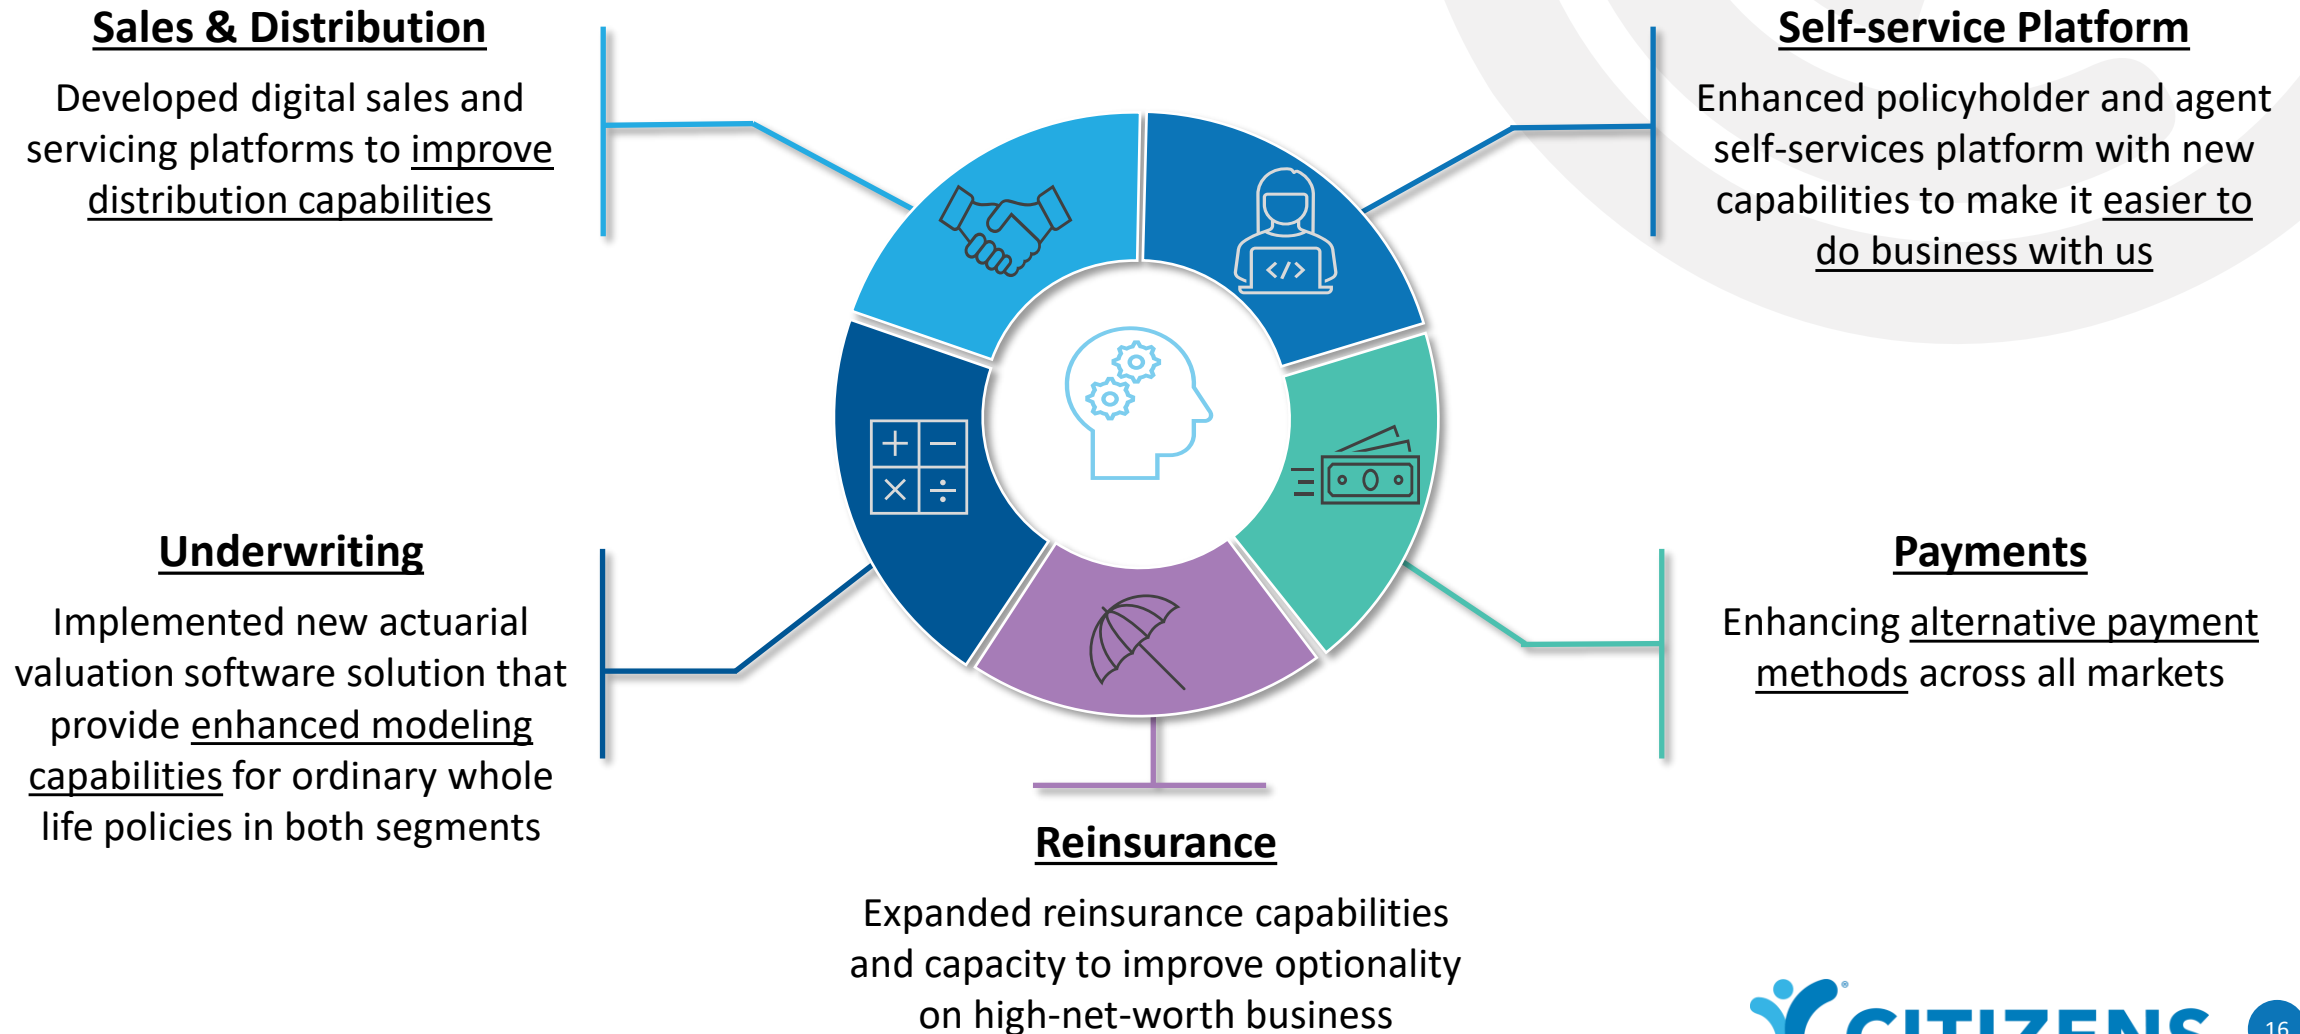 Sales & Distribution
Developed digital sales and
servicing platforms to improve
distribution capabilities
Self-service Platform
Enhanced policyholder and agent
self-services platform with new
capabilities to make it easier to
do business with us
</>
Underwriting
Implemented new actuarial
valuation software solution that
provide enhanced modeling
capabilities for ordinary whole
life policies in both segments
Payments
Enhancing alternative payment
methods across all markets
Reinsurance
Expanded reinsurance capabilities
and capacity to improve optionality
on high-net-worth business
CITIZENS
16